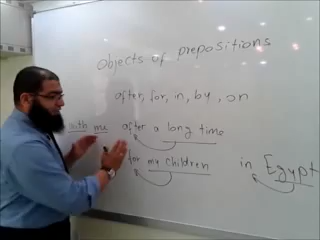 Objects of prepositions
after, for, in, by, on
with me after a long time
for my children in Egypt